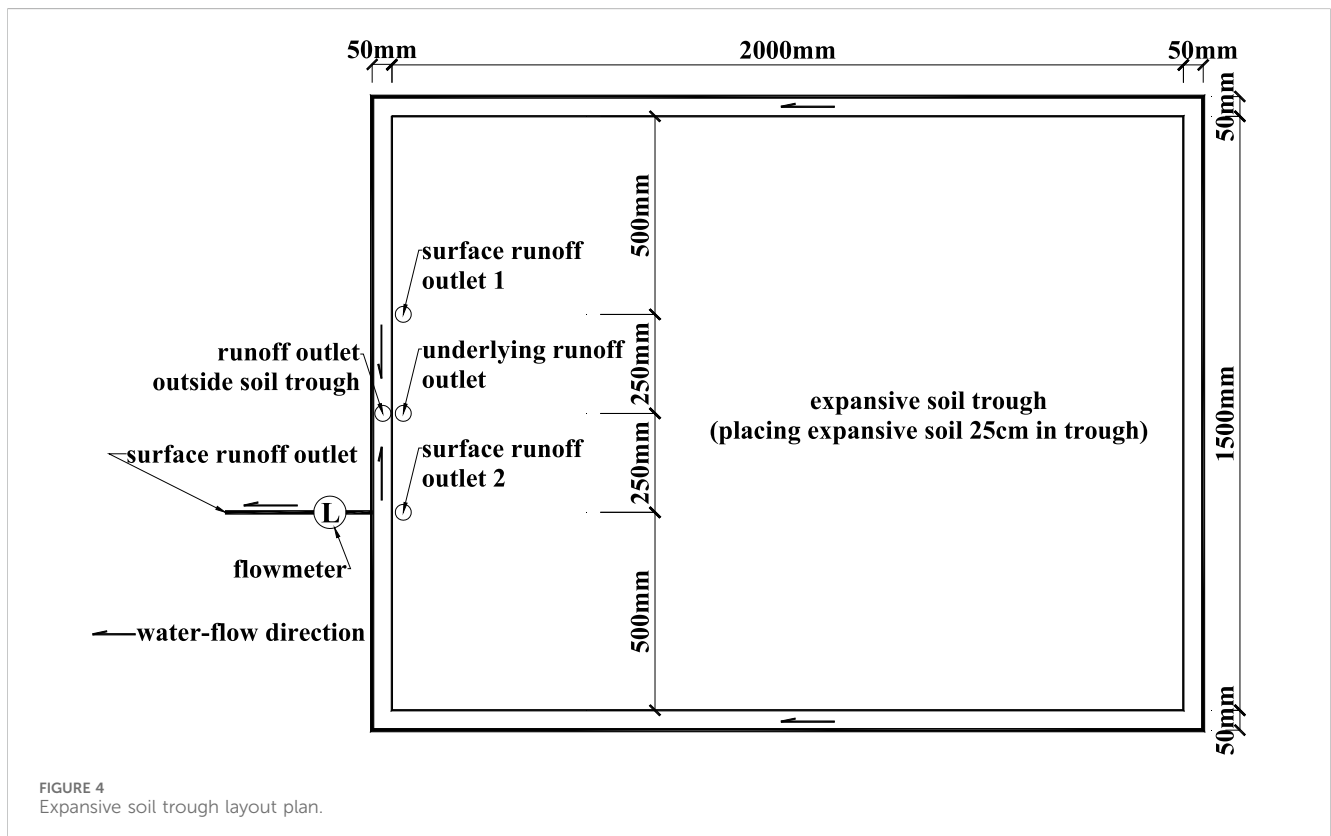 50mm
2000mm
50mm
50mm
500mm
surface runoff
outlet 1
runoff outlet
outside soil trough
underlying runoff
outlet
250mm
expansive soil trough
(placing expansive soil 25cm in trough)
1500mm
surface runoff outlet
surface runoff
outlet 2
250mm
L
flowmeter
500mm
water-flow direction
50mm
FIGURE 4
Expansive soil trough layout plan.